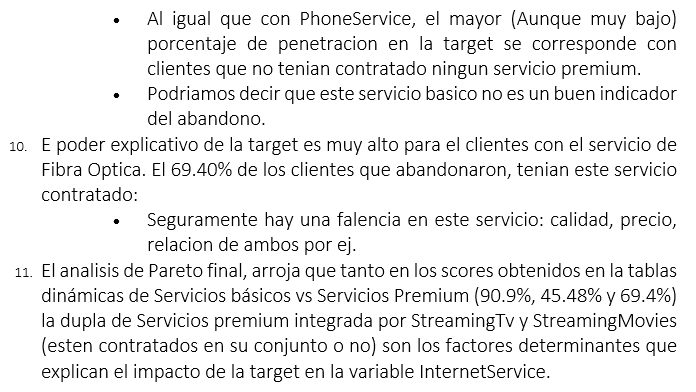 • Al igual que con PhoneService, el mayor (Aunque muy bajo)
porcentaje de penetracion en la target se corresponde con
clientes que no tenian contratado ningun servicio premium.
• Podriamos decir que este servicio basico no es un buen indicador
del abandono.
10. E poder explicativo de la target es muy alto para el clientes con el servicio de
Fibra Optica. El 69.40% de los clientes que abandonaron, tenian este servicio
contratado:
• Seguramente hay una falencia en este servicio: calidad, precio,
relacion de ambos por ej.
11. El analisis de Pareto final, arroja que tanto en los scores obtenidos en la tablas
dinámicas de Servicios básicos vs Servicios Premium (90.9%, 45.48% y 69.4%)
la dupla de Servicios premium integrada por StreamingTv y StreamingMovies
(esten contratados en su conjunto o no) son los factores determinantes que
explican el impacto de la target en la variable InternetService.